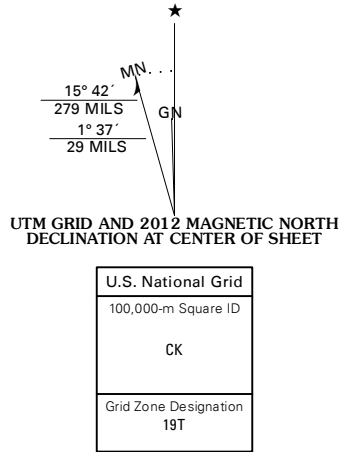 ★
MN
GN
15° 42´
279 MILS
1° 37´
29 MILS
UTM GRID AND 2012 MAGNETIC NORTH
DECLINATION AT CENTER OF SHEET
U.S. National Grid
100,000-m Square ID
CK
Grid Zone Designation
19T